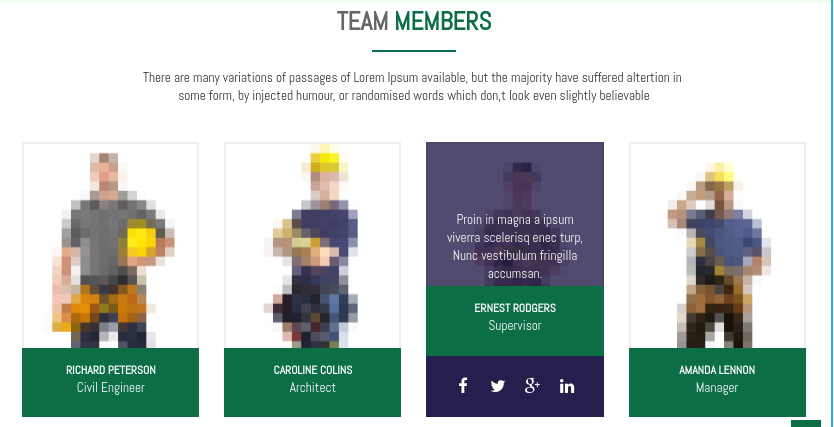 TEAM MEMBERS
There are many variations of passages of Lorem Ipsum available, but the majority have suffered altertion in
some form, by injected humour, or randomised words which don,t look even slightly believable
RICHARD PETERSON
Civil Engineer
CAROLINE COLINS
Architect
Proin in magna a ipsum
viverra scelerisq enec turp,
Nunc vestibulum fringilla
accumsan.
ERNEST RODGERS
Supervisor
AMANDA LENNON
Manager